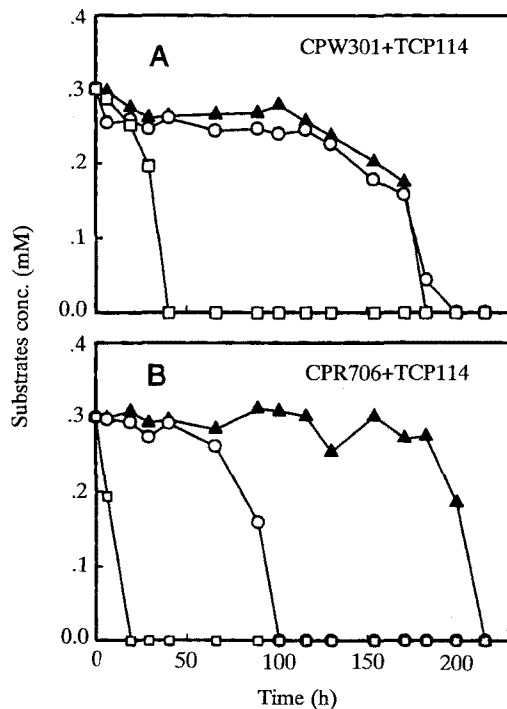 .4
A
CPW301+TCP114
.3
.2
.1
0.0
Substrates conc. (mM)
.4
B
CPR706+TCP114
.3
.2
.1
0.0
0
50
100
150
200
Time (h)